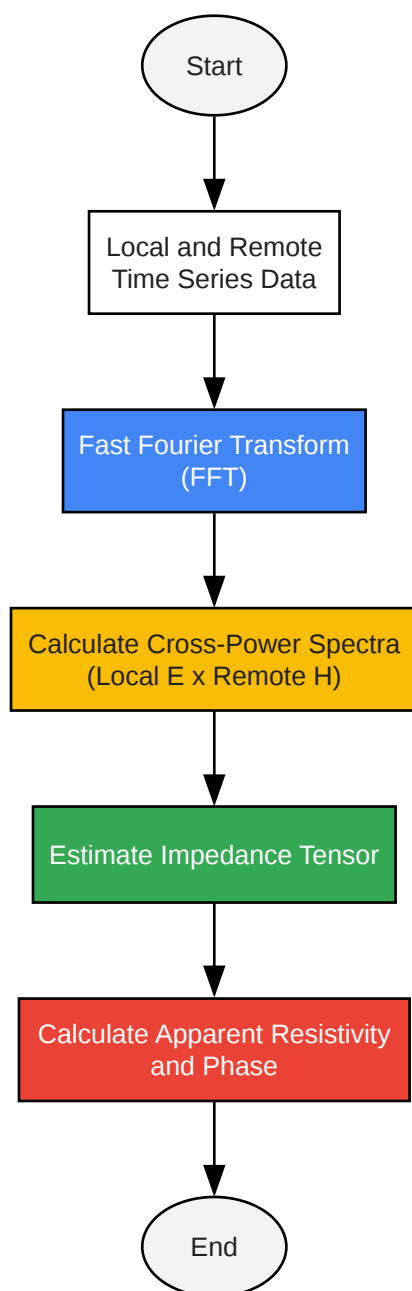 Start
Local and Remote
Time Series Data
Fast Fourier Transform
(FFT)
Calculate Cross-Power Spectra
(Local E x Remote H)
Estimate Impedance Tensor
Calculate Apparent Resistivity
and Phase
End